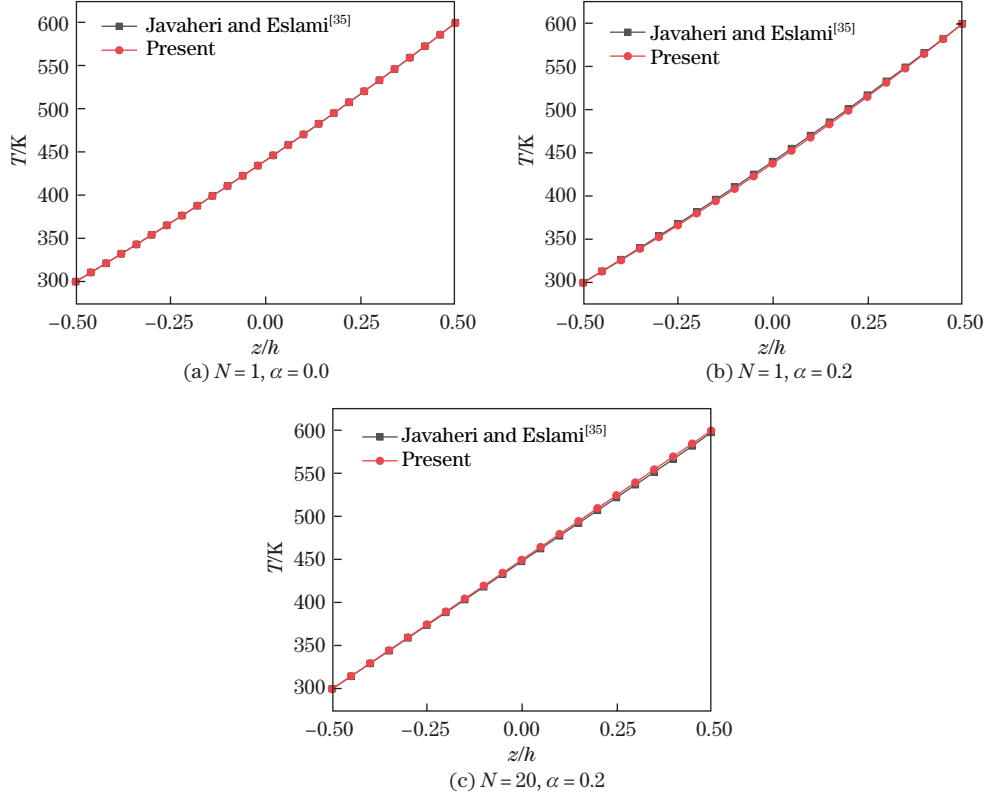 Javaheri and Eslami[35]
Present
600
550
500
450
400
350
300
T/K
−0.50 −0.25 0.00 0.25 0.50
z/h
(a) N = 1, α = 0.0
Javaheri and Eslami[35]
Present
600
550
500
450
400
350
300
T/K
−0.50 −0.25 0.00 0.25 0.50
z/h
(b) N = 1, α = 0.2
Javaheri and Eslami[35]
Present
600
550
500
450
400
350
300
T/K
−0.50 −0.25 0.00 0.25 0.50
z/h
(c) N = 20, α = 0.2